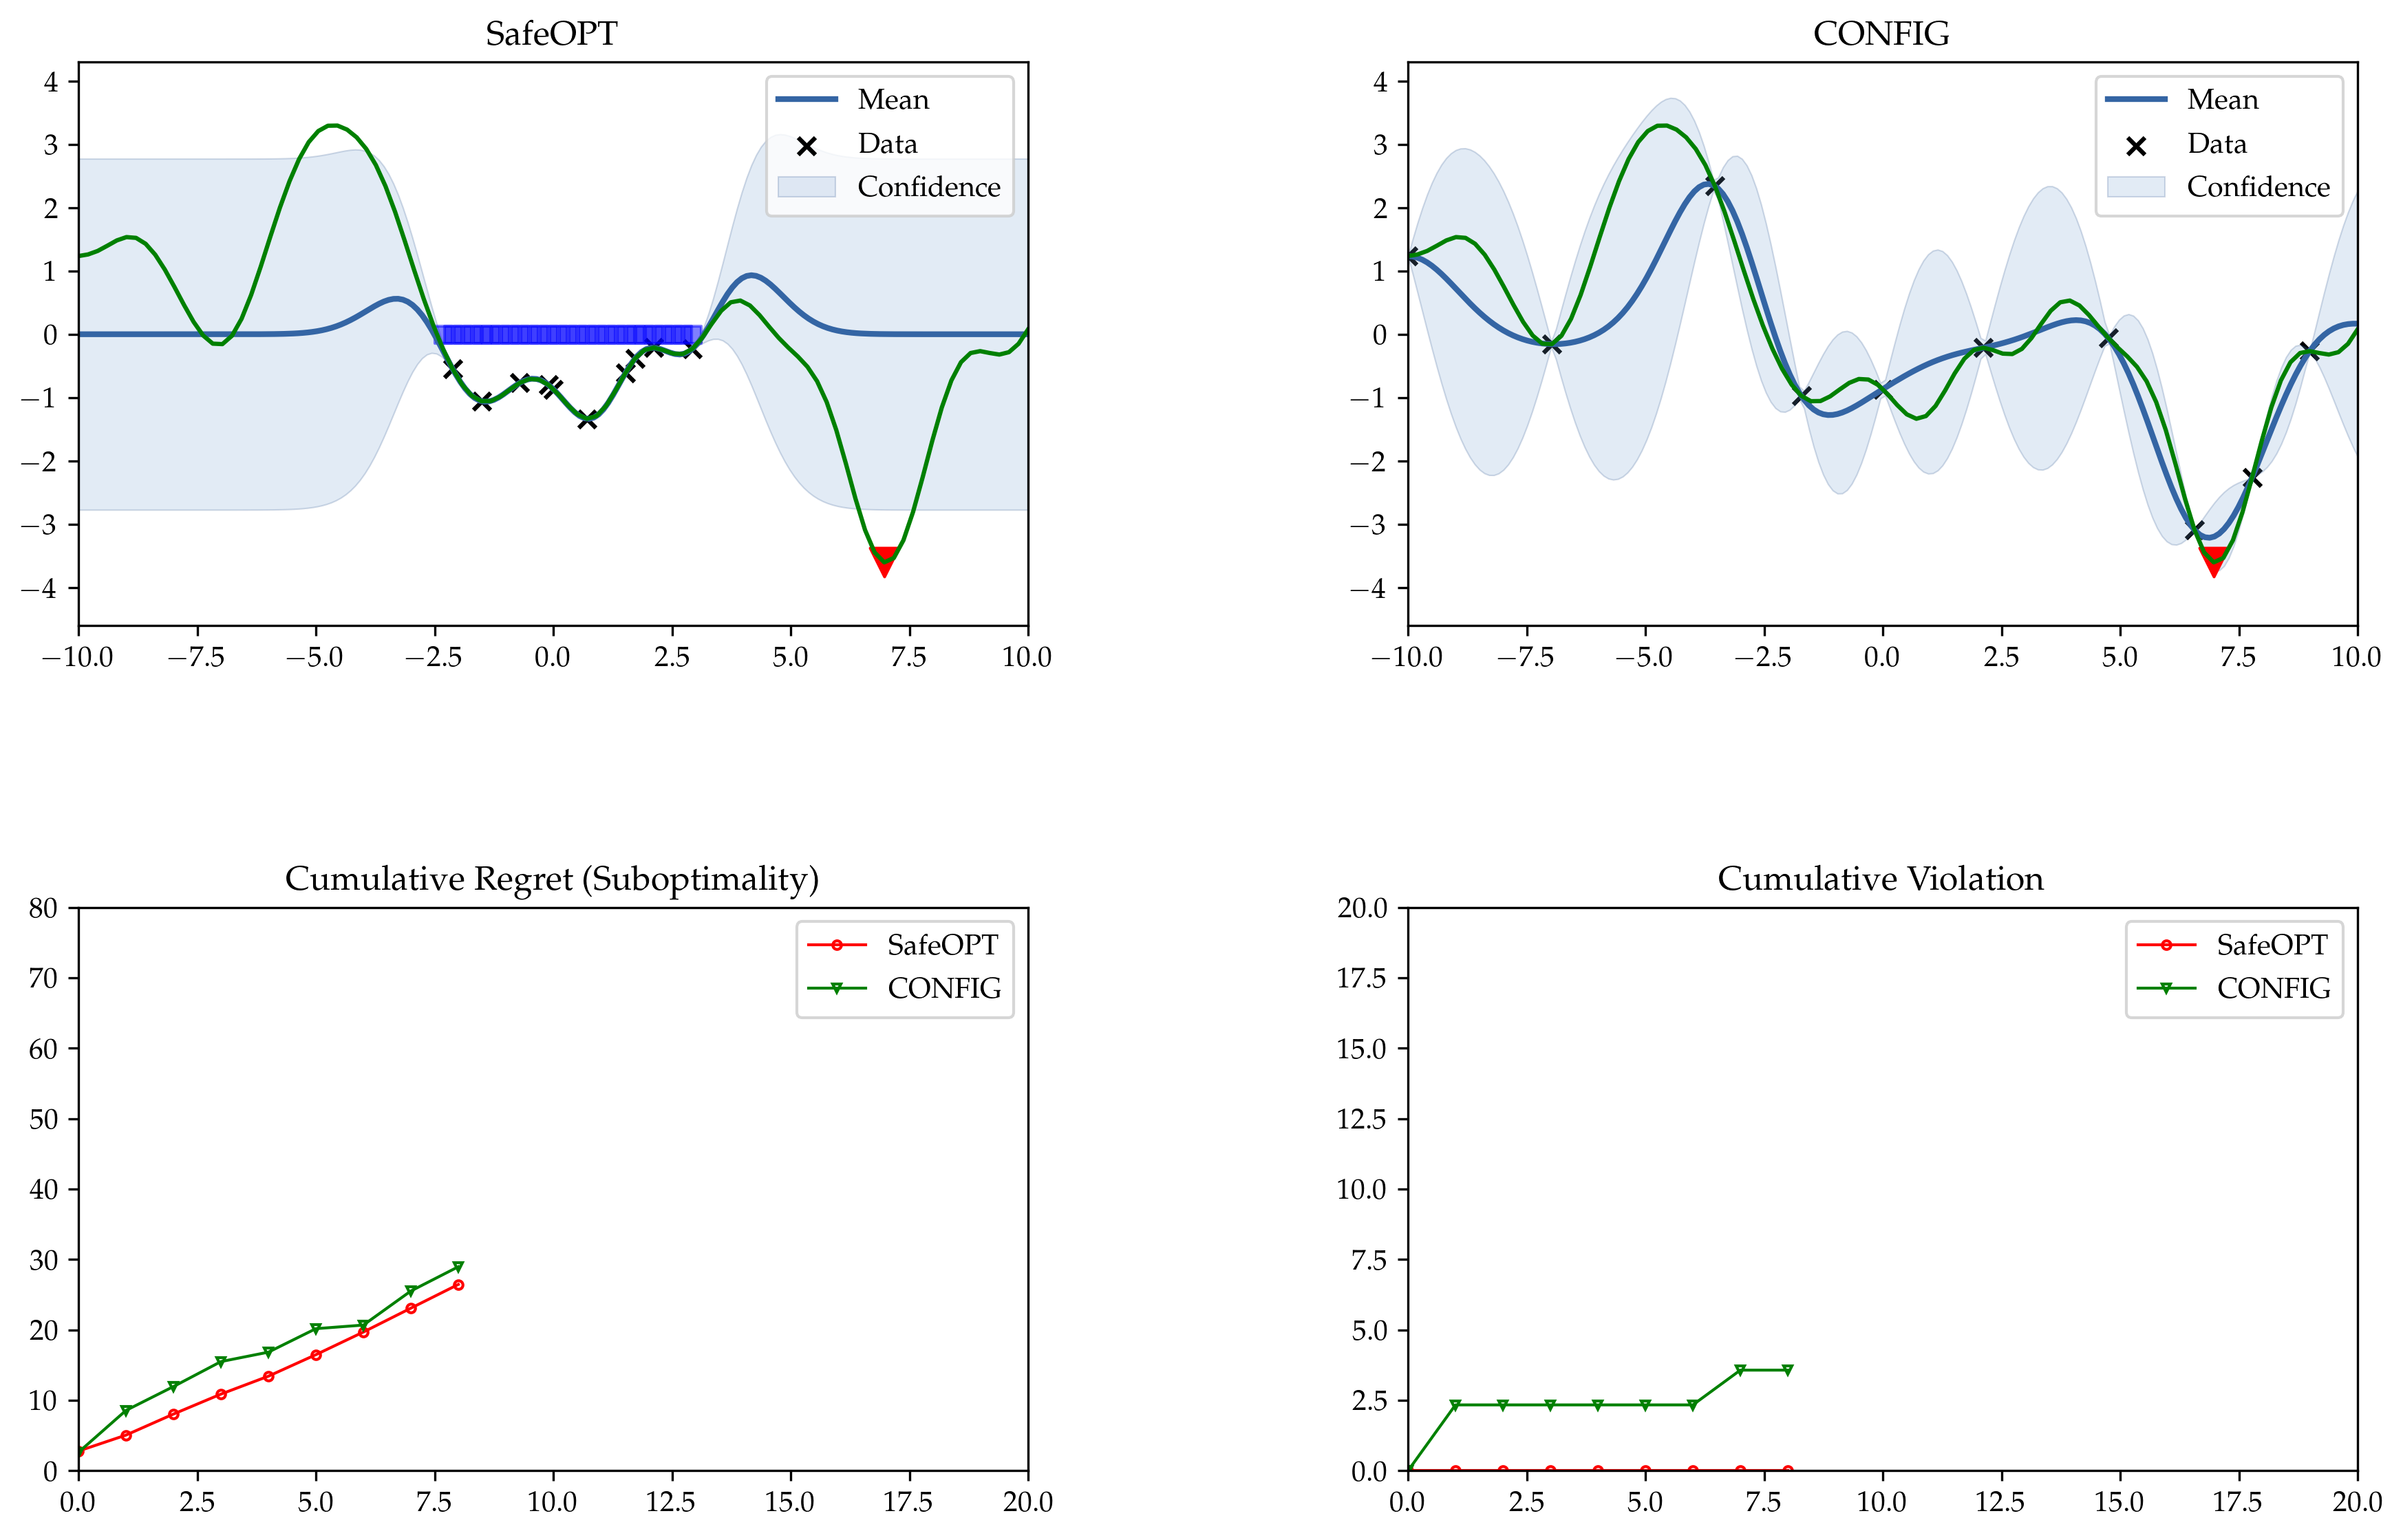 SafeOPT
4
3
2
1
0
−1
−2
−3
−4
−10.0 −7.5 −5.0 −2.5 0.0 2.5 5.0 7.5 10.0
Mean
Data
Confidence
CONFIG
4
3
2
1
0
−1
−2
−3
−4
−10.0 −7.5 −5.0 −2.5 0.0 2.5 5.0 7.5 10.0
Mean
Data
Confidence
Cumulative Regret (Suboptimality)
80
70
60
50
40
30
20
10
0
0.0 2.5 5.0 7.5 10.0 12.5 15.0 17.5 20.0
SafeOPT
CONFIG
Cumulative Violation
20.0
17.5
15.0
12.5
10.0
7.5
5.0
2.5
0.0
0.0 2.5 5.0 7.5 10.0 12.5 15.0 17.5 20.0
SafeOPT
CONFIG